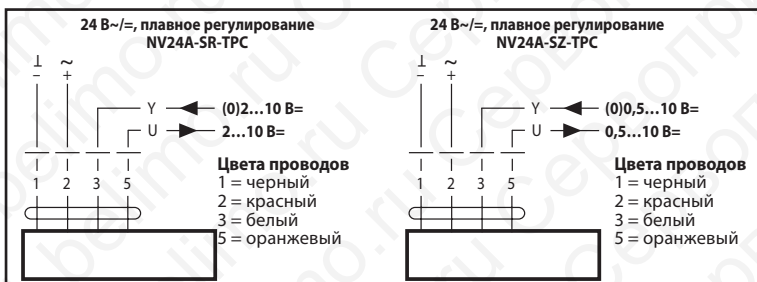 24 В~/=, плавное регулирование
NV24A-SR-TPC
⊥ ~
– +
Y (0)2...10 В=
U 2...10 В=
1 2 3 5
Цвета проводов
1 = черный
2 = красный
3 = белый
5 = оранжевый
24 В~/=, плавное регулирование
NV24A-SZ-TPC
⊥ ~
– +
Y (0)0,5...10 В=
U 0,5...10 В=
1 2 3 5
Цвета проводов
1 = черный
2 = красный
3 = белый
5 = оранжевый
belimo.ru